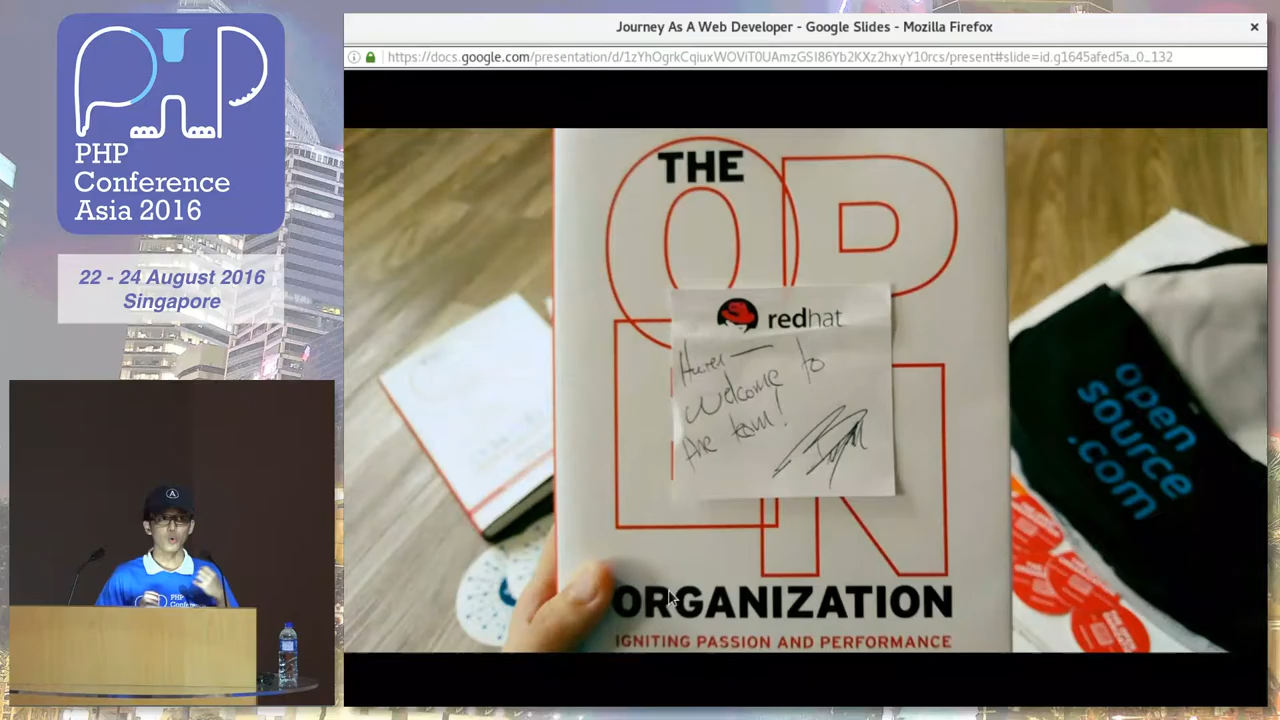 PHP
Conference
Asia 2016
22 - 24 August 2016
Singapore
Journey As A Web Developer - Google Slides - Mozilla Firefox
https://docs.google.com/presentation/d/1zYhOgrkCqiuxWOViT0UAmzGSI86Yb2KXz2hxyY10rcs/present#slide=id.g1645afed5a_0_132
THE
OPEN
redhat
welcome to
the team!
ORGANIZATION
IGNITING PASSION AND PERFORMANCE
open
source
.com